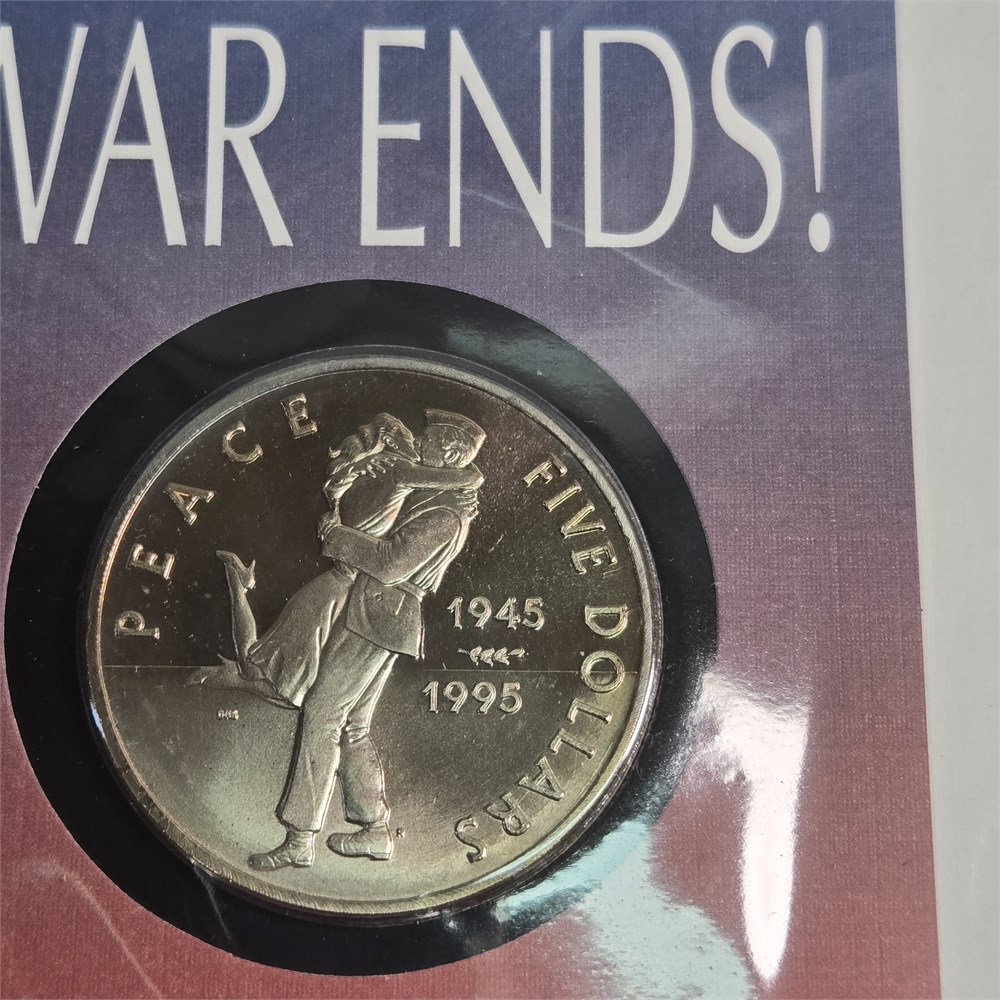 WAR ENDS!
PEACE
FIVE DOLLARS
1945
1995